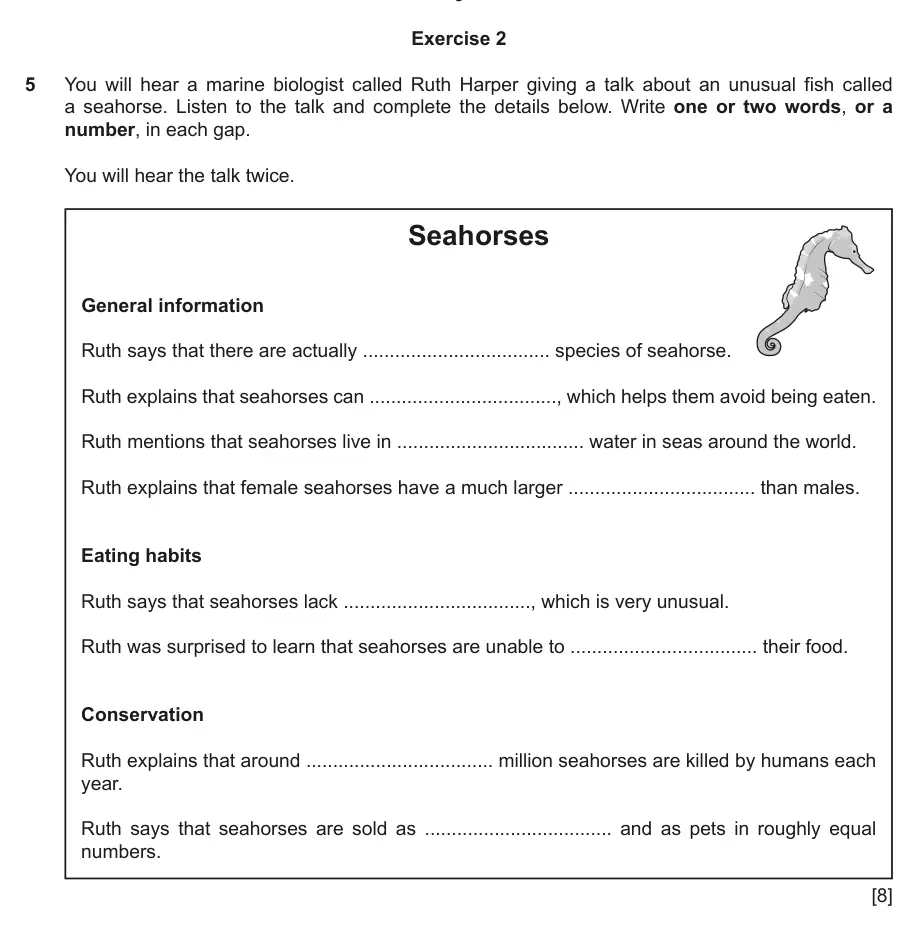 Exercise 2
5 You will hear a marine biologist called Ruth Harper giving a talk about an unusual fish called
a seahorse. Listen to the talk and complete the details below. Write one or two words, or a
number, in each gap.
You will hear the talk twice.
Seahorses
General information
Ruth says that there are actually ................................... species of seahorse.
Ruth explains that seahorses can ..................................., which helps them avoid being eaten.
Ruth mentions that seahorses live in ................................... water in seas around the world.
Ruth explains that female seahorses have a much larger ................................... than males.
Eating habits
Ruth says that seahorses lack ..................................., which is very unusual.
Ruth was surprised to learn that seahorses are unable to ................................... their food.
Conservation
Ruth explains that around ................................... million seahorses are killed by humans each
year.
Ruth says that seahorses are sold as ................................... and as pets in roughly equal
numbers.
[8]